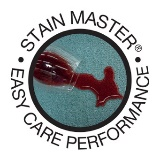 • STAIN MASTER®
• EASY CARE PERFORMANCE